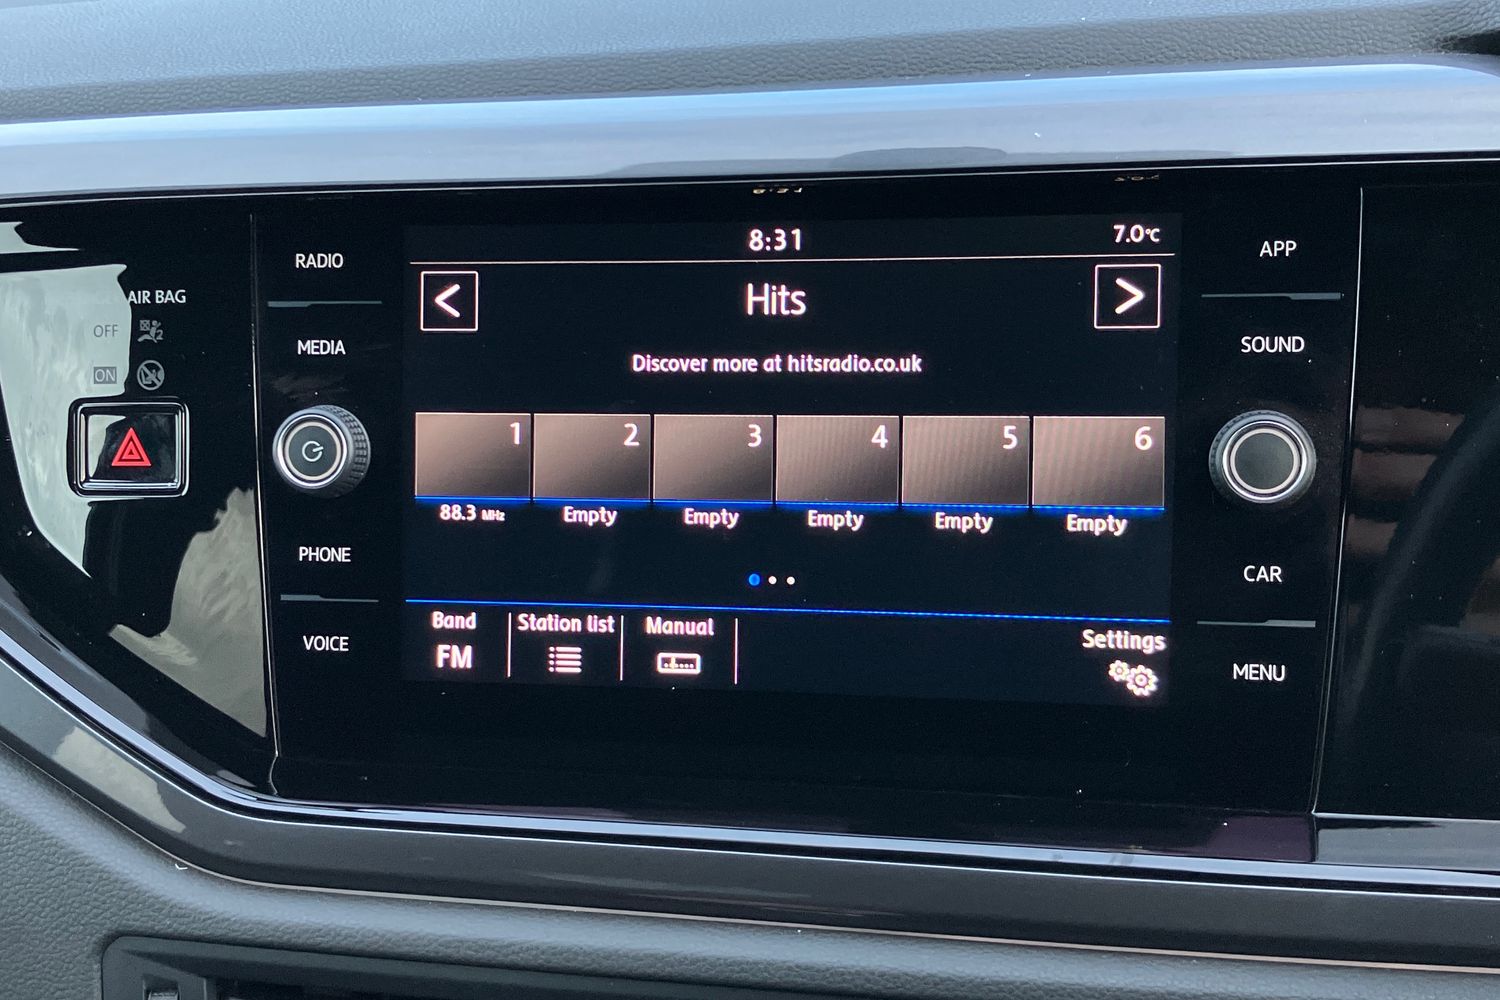 8:31
7.0°C
RADIO
APP
<
Hits
>
AIR BAG
OFF
2
MEDIA
SOUND
Discover more at hitsradio.co.uk
ON
1
2
3
4
5
6
88.3 MHz
Empty
Empty
Empty
Empty
Empty
PHONE
CAR
VOICE
Band
Station list
Manual
Settings
FM
MENU